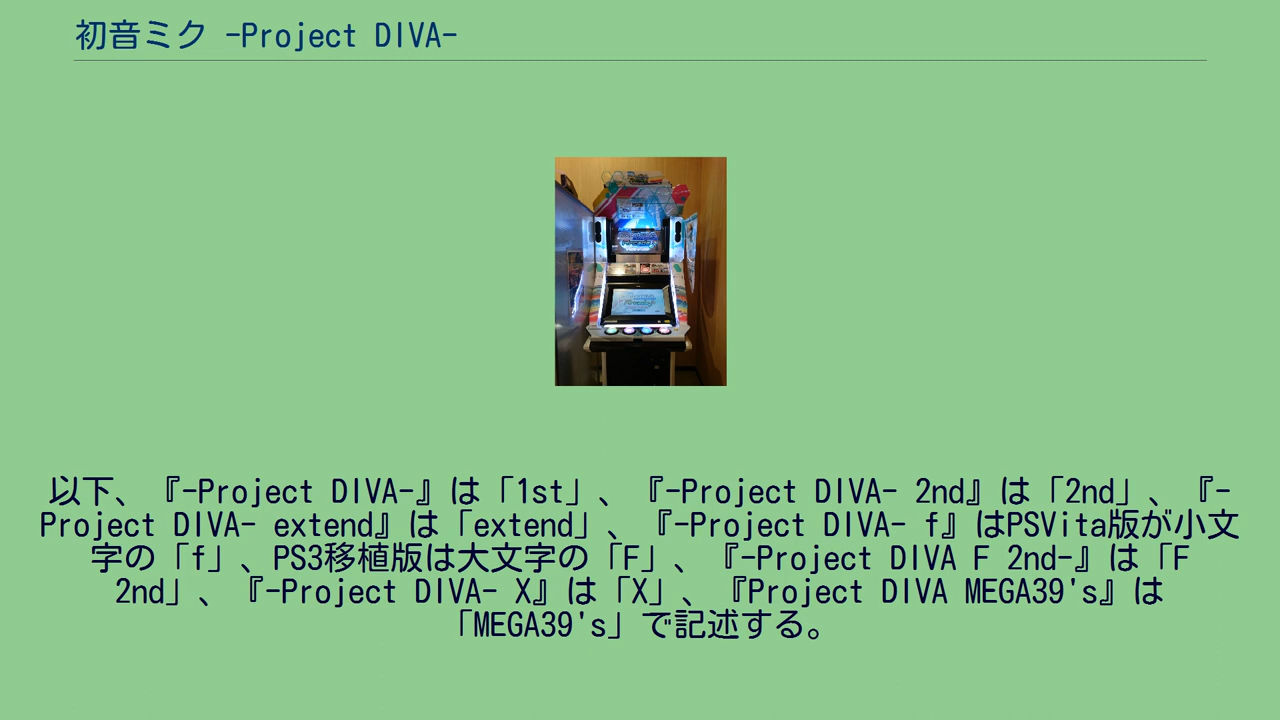 初音ミク -Project DIVA-
以下、『-Project DIVA-』は「1st」、『-Project DIVA- 2nd』は「2nd」、『-
Project DIVA- extend』は「extend」、『-Project DIVA- f』はPSVita版が小文
字の「f」、PS3移植版は大文字の「F」、『-Project DIVA F 2nd-』は「F
2nd」、『-Project DIVA- X』は「X」、『Project DIVA MEGA39's』は
「MEGA39's」で記述する。